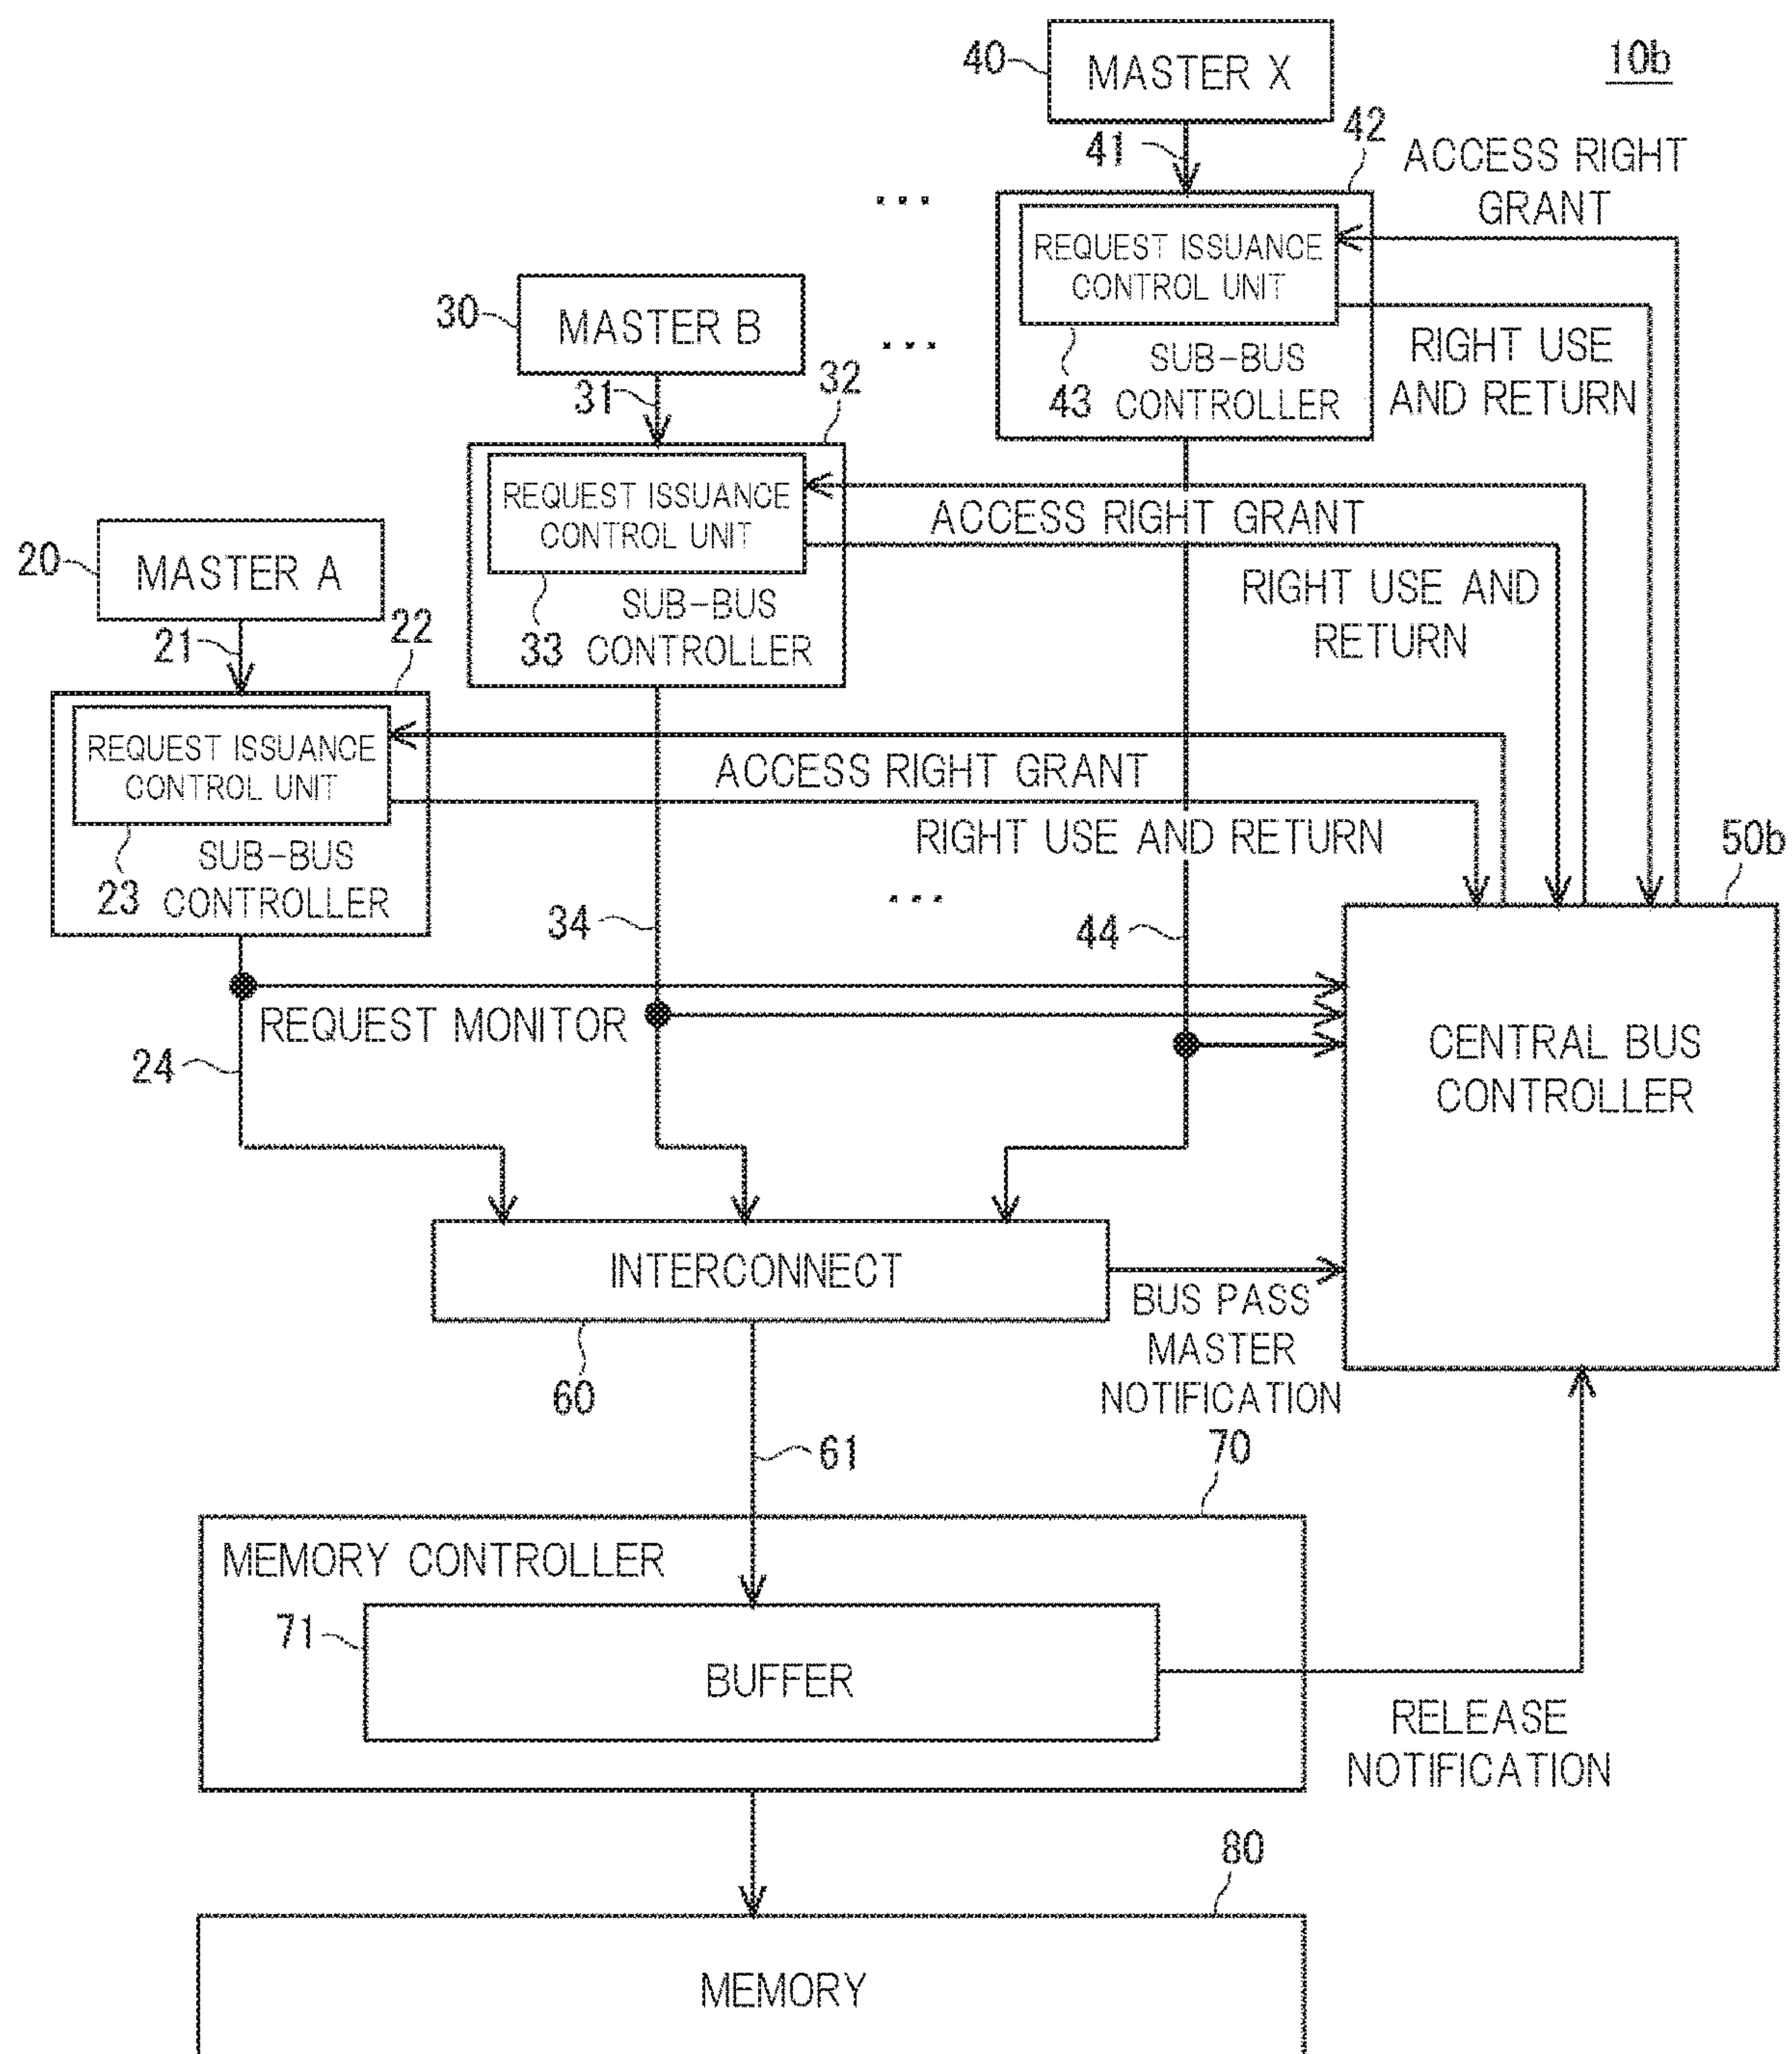 10b
40
MASTER X
41
42
ACCESS RIGHT
GRANT
...
REQUEST ISSUANCE
CONTROL UNIT
30
MASTER B
...
RIGHT USE
AND RETURN
SUB-BUS
43 CONTROLLER
31
32
REQUEST ISSUANCE
CONTROL UNIT
ACCESS RIGHT GRANT
20
MASTER A
RIGHT USE AND
RETURN
SUB-BUS
33 CONTROLLER
21
22
REQUEST ISSUANCE
CONTROL UNIT
ACCESS RIGHT GRANT
RIGHT USE AND RETURN
50b
SUB-BUS
23 CONTROLLER
...
34
44
REQUEST MONITOR
24
CENTRAL BUS
CONTROLLER
INTERCONNECT
BUS PASS
MASTER
NOTIFICATION
60
61
70
MEMORY CONTROLLER
71
BUFFER
RELEASE
NOTIFICATION
80
MEMORY